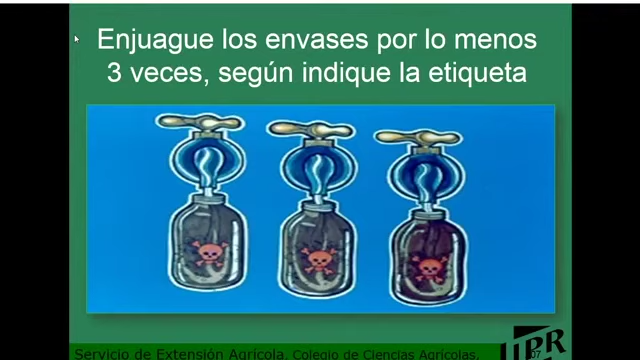 Enjuague los envases por lo menos
3 veces, según indique la etiqueta
UPR
07
Servicio de Extensión Agrícola, Colegio de Ciencias Agrícolas,